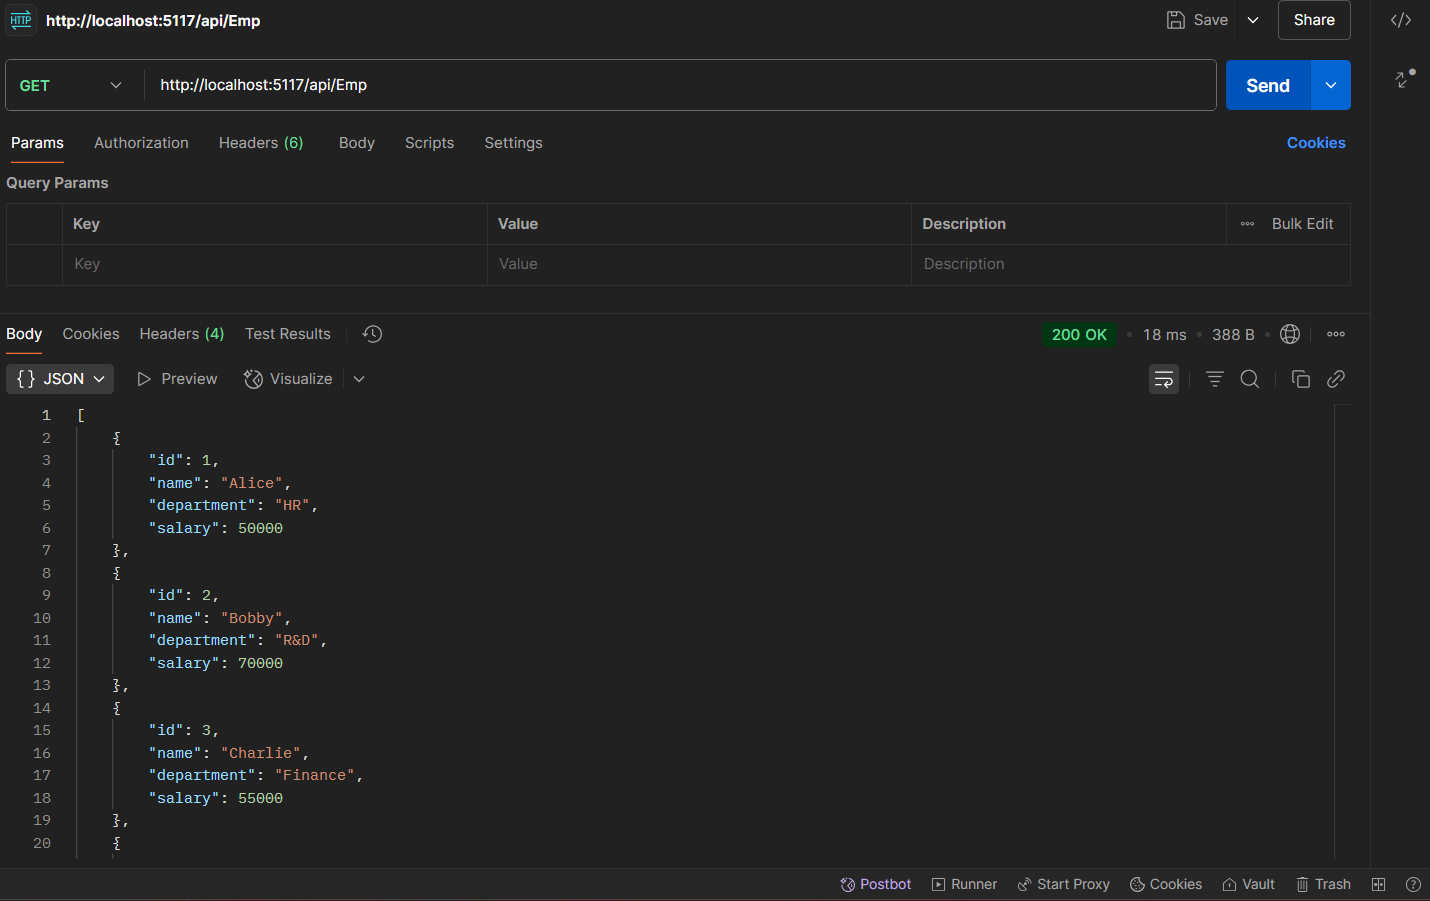 HTTP http://localhost:5117/api/Emp Save Share
GET http://localhost:5117/api/Emp Send
Params Authorization Headers (6) Body Scripts Settings Cookies
Query Params
Key Value Description Bulk Edit
Key Value Description
Body Cookies Headers (4) Test Results 200 OK 18 ms 388 B
{} JSON Preview Visualize
1 [
2 {
3 "id": 1,
4 "name": "Alice",
5 "department": "HR",
6 "salary": 50000
7 },
8 {
9 "id": 2,
10 "name": "Bobby",
11 "department": "R&D",
12 "salary": 70000
13 },
14 {
15 "id": 3,
16 "name": "Charlie",
17 "department": "Finance",
18 "salary": 55000
19 },
20 {
Postbot Runner Start Proxy Cookies Vault Trash